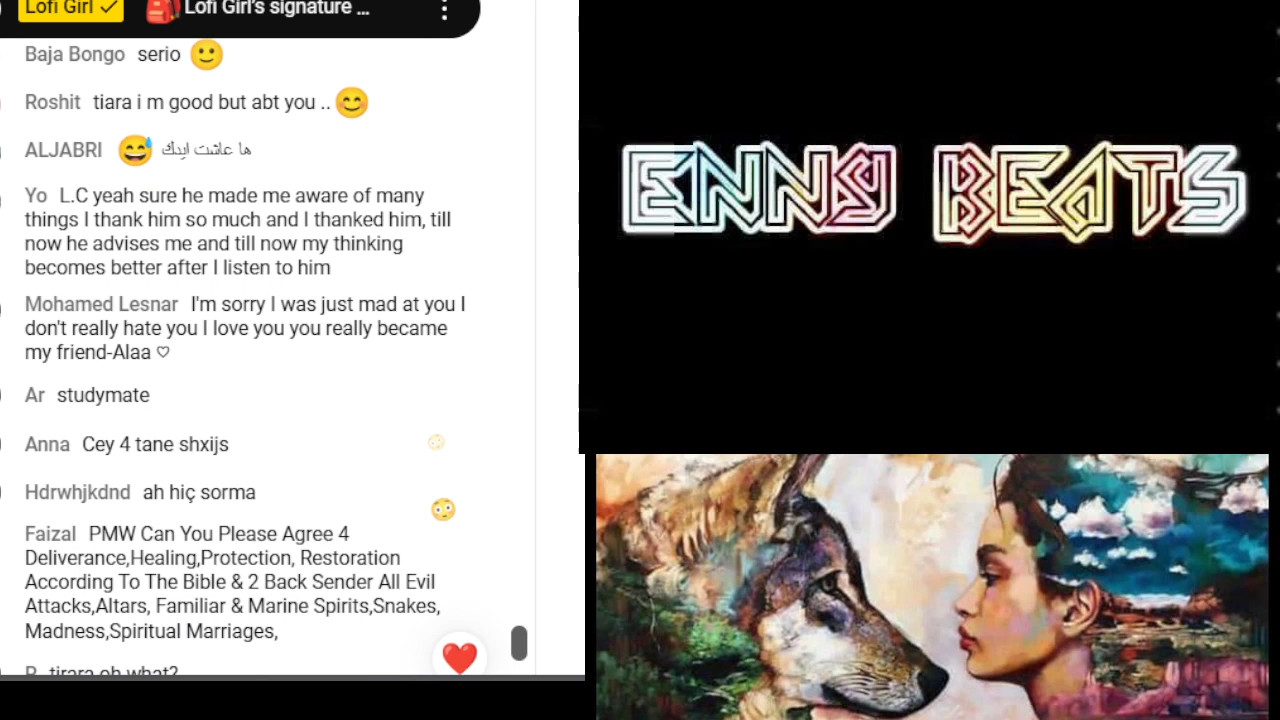 Lofi Girl Lofi Girl's signature ...
Baja Bongo serio 🙂
Roshit tiara i m good but abt you .. 😊
ALJABRI 😅 ها عاشت ايدك
Yo L.C yeah sure he made me aware of many
things I thank him so much and I thanked him, till
now he advises me and till now my thinking
becomes better after I listen to him
Mohamed Lesnar I'm sorry I was just mad at you I
don't really hate you I love you you really became
my friend-Alaa ♡
Ar studymate
Anna Cey 4 tane shxijs
Hdrwhjkdnd ah hiç sorma
Faizal PMW Can You Please Agree 4
Deliverance,Healing,Protection, Restoration
According To The Bible & 2 Back Sender All Evil
Attacks,Altars, Familiar & Marine Spirits,Snakes,
Madness,Spiritual Marriages,
tirara oh what?
ENNY BEATS